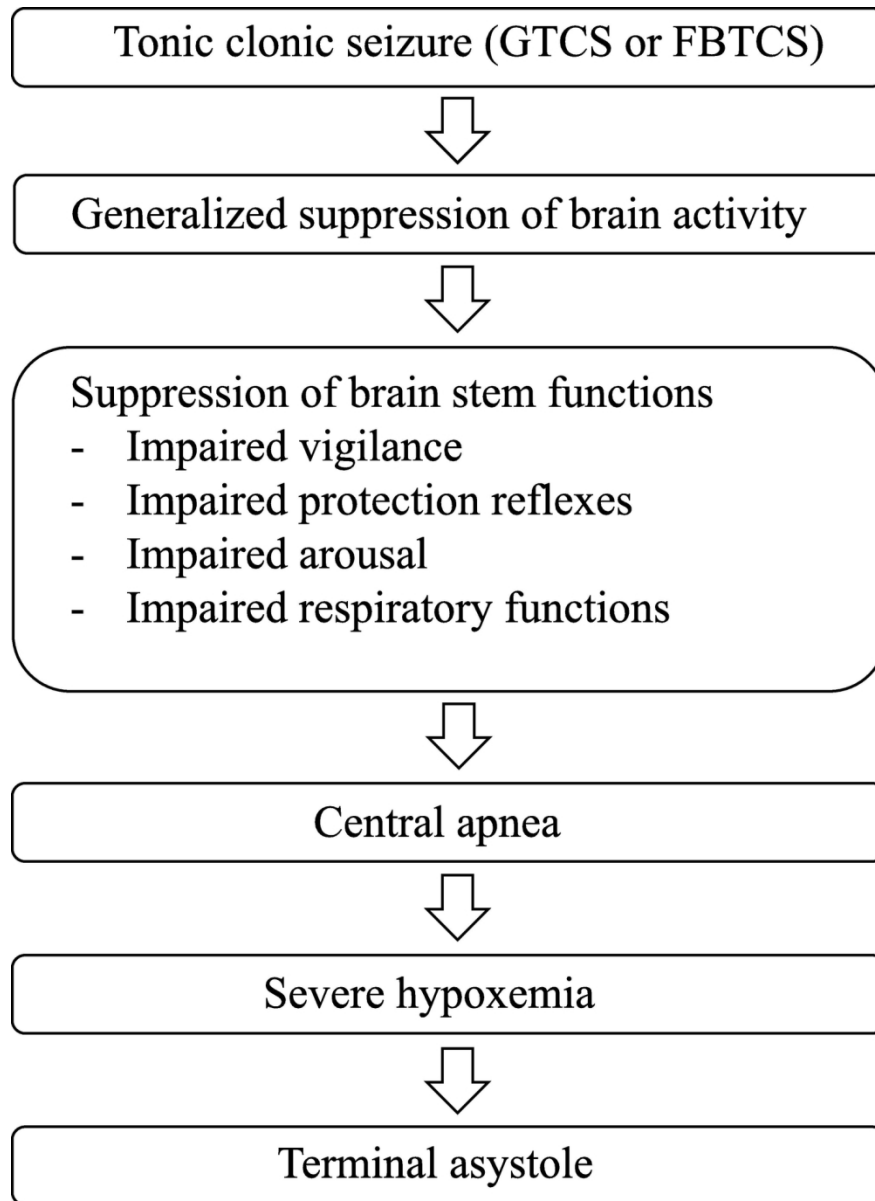 Tonic clonic seizure (GTCS or FBTCS)
Generalized suppression of brain activity
Suppression of brain stem functions
- Impaired vigilance
- Impaired protection reflexes
- Impaired arousal
- Impaired respiratory functions
Central apnea
Severe hypoxemia
Terminal asystole